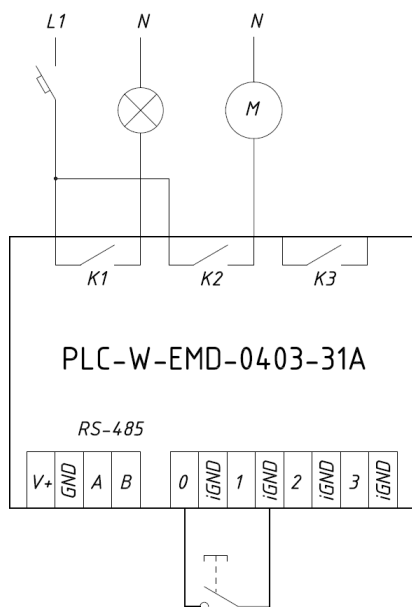 L1 N N
M
K1 K2 K3
PLC-W-EMD-0403-31A
RS-485
V+ GND A B 0 iGND 1 iGND 2 iGND 3 iGND